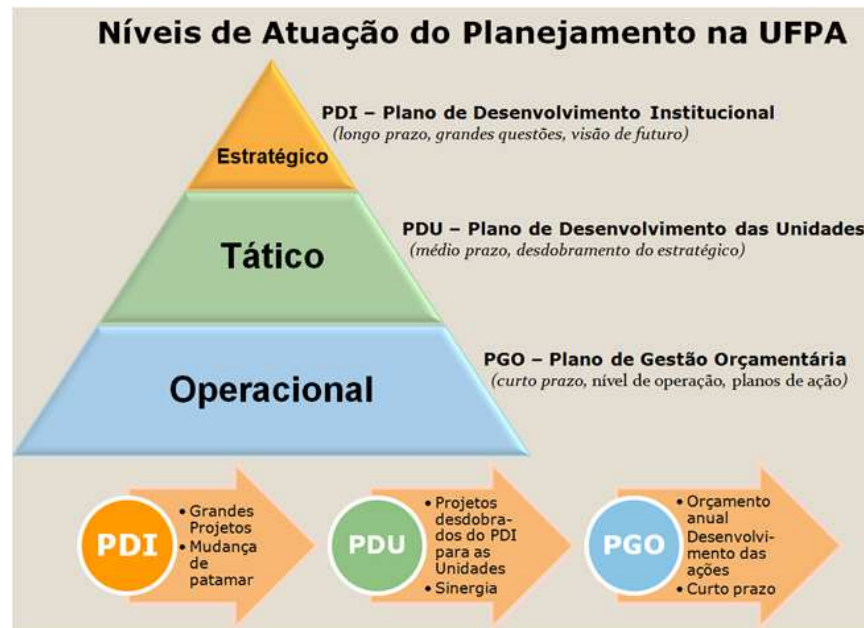 Níveis de Atuação do Planejamento na UFPA
PDI – Plano de Desenvolvimento Institucional
(longo prazo, grandes questões, visão de futuro)
Estratégico
PDU – Plano de Desenvolvimento das Unidades
(médio prazo, desdobramento do estratégico)
Tático
PGO – Plano de Gestão Orçamentária
(curto prazo, nível de operação, planos de ação)
Operacional
PDI
• Grandes
Projetos
• Mudança
de
patamar
PDU
• Projetos
desdobra-
dos do PDI
para as
Unidades
• Sinergia
PGO
• Orçamento
anual
Desenvolvi-
mento das
ações
• Curto prazo